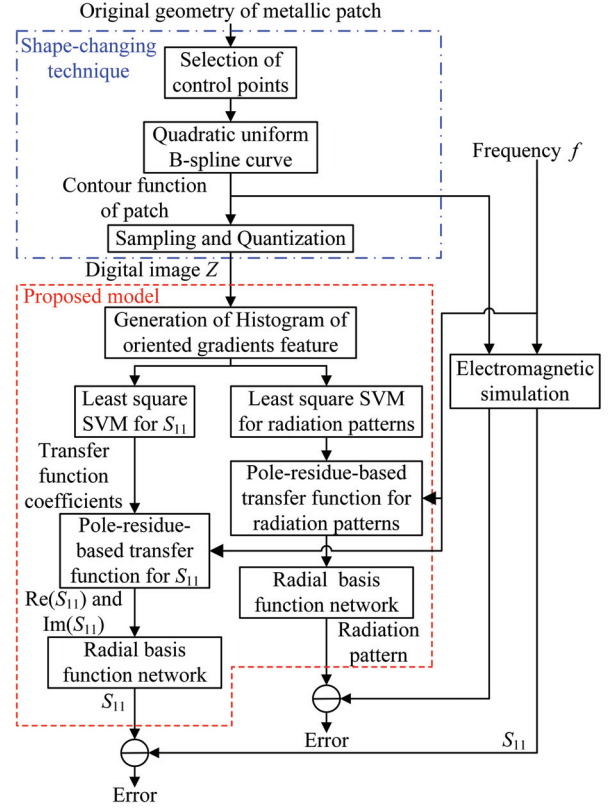 Original geometry of metallic patch
Shape-changing
technique
Selection of
control points
Quadratic uniform
B-spline curve
Frequency f
Contour function
of patch
Sampling and Quantization
Digital image Z
Proposed model
Generation of Histogram of
oriented gradients feature
Electromagnetic
simulation
Least square
SVM for S11
Least square SVM
for radiation patterns
Transfer
function
coefficients
Pole-residue-based
transfer function for
radiation patterns
Pole-residue-
based transfer
function for S11
Radial basis
function network
Re(S11) and
Im(S11)
Radiation
pattern
Radial basis
function network
S11
Error
S11
Error